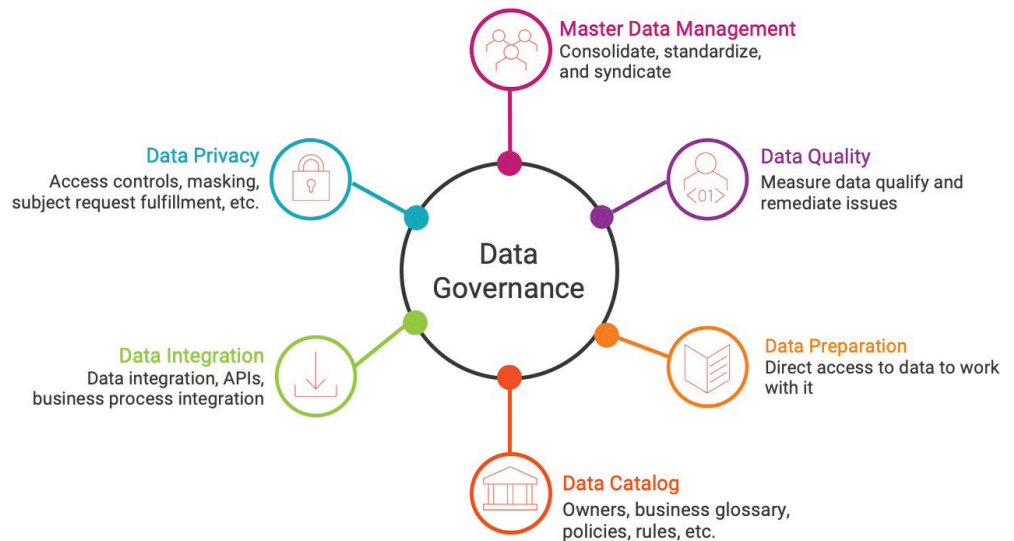 Master Data Management
Consolidate, standardize,
and syndicate
Data Privacy
Access controls, masking,
subject request fulfillment, etc.
Data Quality
Measure data qualify and
remediate issues
<01>
Data
Governance
Data Integration
Data integration, APIs,
business process integration
Data Preparation
Direct access to data to work
with it
Data Catalog
Owners, business glossary,
policies, rules, etc.